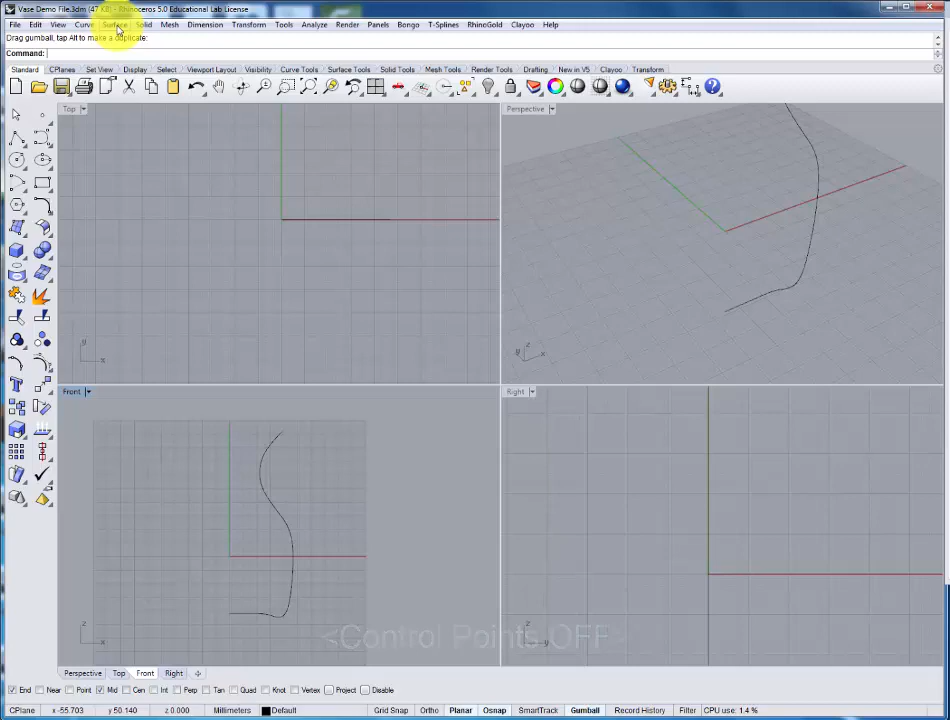 Vase Demo File.3dm (47 KB) - Rhinoceros 5.0 Educational Lab License
File Edit View Curve Surface Solid Mesh Dimension Transform Tools Analyze Render Panels Bongo T-Splines RhinoGold Clayoo Help
Drag gumball, tap Alt to make a duplicate:
Command:
Standard CPlanes Set View Display Select Viewport Layout Visibility Curve Tools Surface Tools Solid Tools Mesh Tools Render Tools Drafting New in V5 Clayoo Transform
Top Perspective
y x
z y x
Front Right
z x
z y
<Control Points OFF>
Perspective Top Front Right
End Near Point Mid Cen Int Perp Tan Quad Knot Vertex Project Disable
CPlane x -55.703 y 50.140 z 0.000 Millimeters Default Grid Snap Ortho Planar Osnap SmartTrack Gumball Record History Filter CPU use: 1.4 %